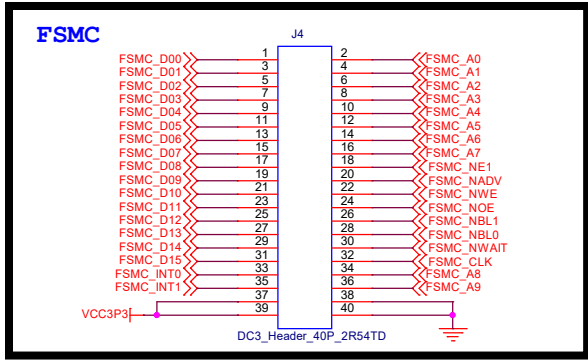 FSMC
J4
FSMC_D00 1 2 FSMC_A0
FSMC_D01 3 4 FSMC_A1
FSMC_D02 5 6 FSMC_A2
FSMC_D03 7 8 FSMC_A3
FSMC_D04 9 10 FSMC_A4
FSMC_D05 11 12 FSMC_A5
FSMC_D06 13 14 FSMC_A6
FSMC_D07 15 16 FSMC_A7
FSMC_D08 17 18 FSMC_NE1
FSMC_D09 19 20 FSMC_NADV
FSMC_D10 21 22 FSMC_NWE
FSMC_D11 23 24 FSMC_NOE
FSMC_D12 25 26 FSMC_NBL1
FSMC_D13 27 28 FSMC_NBL0
FSMC_D14 29 30 FSMC_NWAIT
FSMC_D15 31 32 FSMC_CLK
FSMC_INT0 33 34 FSMC_A8
FSMC_INT1 35 36 FSMC_A9
37 38
VCC3P3 39 40
DC3_Header_40P_2R54TD